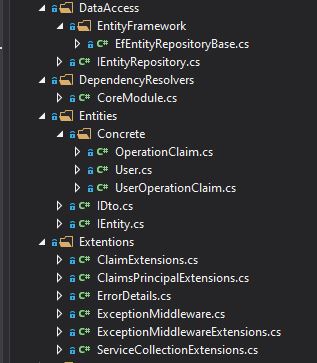 DataAccess
EntityFramework
C# EfEntityRepositoryBase.cs
C# IEntityRepository.cs
DependencyResolvers
C# CoreModule.cs
Entities
Concrete
C# OperationClaim.cs
C# User.cs
C# UserOperationClaim.cs
C# IDto.cs
C# IEntity.cs
Extentions
C# ClaimExtensions.cs
C# ClaimsPrincipalExtensions.cs
C# ErrorDetails.cs
C# ExceptionMiddleware.cs
C# ExceptionMiddlewareExtensions.cs
C# ServiceCollectionExtensions.cs